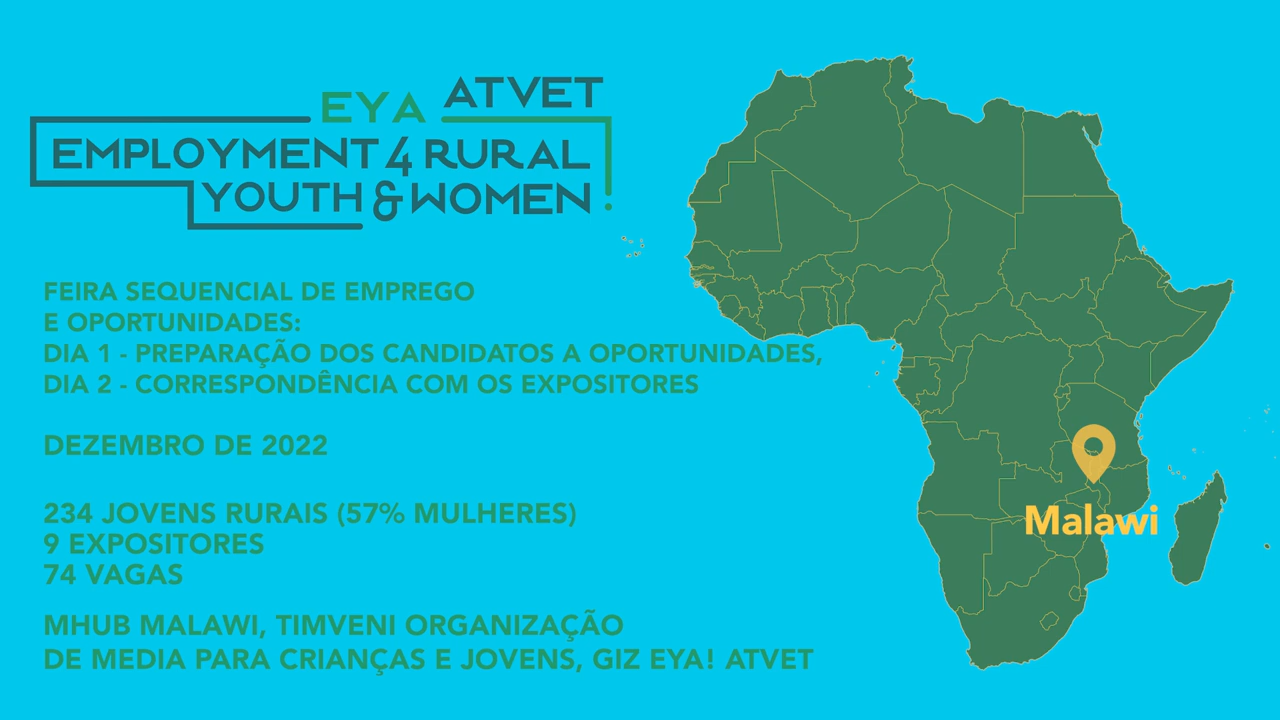 EYA ATVET
EMPLOYMENT 4 RURAL
YOUTH & WOMEN !
FEIRA SEQUENCIAL DE EMPREGO
E OPORTUNIDADES:
DIA 1 - PREPARAÇÃO DOS CANDIDATOS A OPORTUNIDADES,
DIA 2 - CORRESPONDÊNCIA COM OS EXPOSITORES
DEZEMBRO DE 2022
234 JOVENS RURAIS (57% MULHERES)
9 EXPOSITORES
74 VAGAS
MHUB MALAWI, TIMVENI ORGANIZAÇÃO
DE MEDIA PARA CRIANÇAS E JOVENS, GIZ EYA! ATVET
Malawi